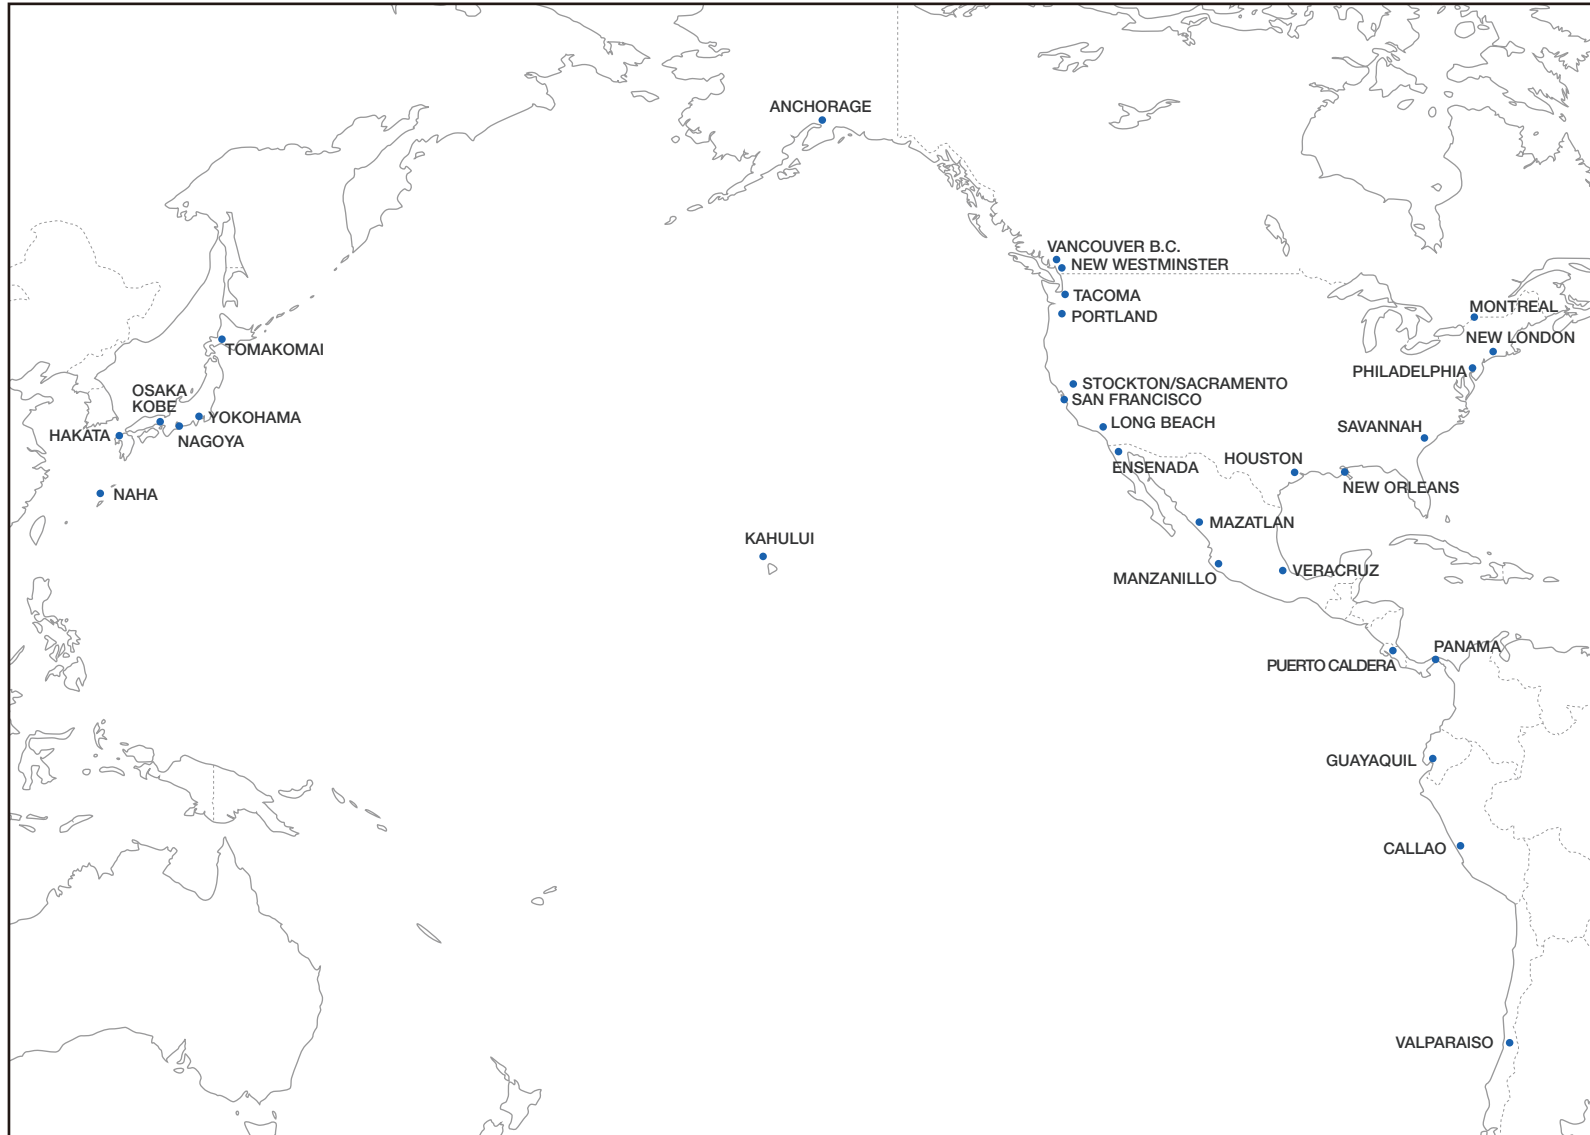 ANCHORAGE
VANCOUVER B.C.
NEW WESTMINSTER
TACOMA
PORTLAND
MONTREAL
NEW LONDON
PHILADELPHIA
TOMAKOMAI
OSAKA
KOBE
YOKOHAMA
HAKATA
NAGOYA
STOCKTON/SACRAMENTO
SAN FRANCISCO
LONG BEACH
SAVANNAH
ENSENADA
HOUSTON
NEW ORLEANS
NAHA
MAZATLAN
KAHULUI
MANZANILLO
VERACRUZ
PUERTO CALDERA
PANAMA
GUAYAQUIL
CALLAO
VALPARAISO